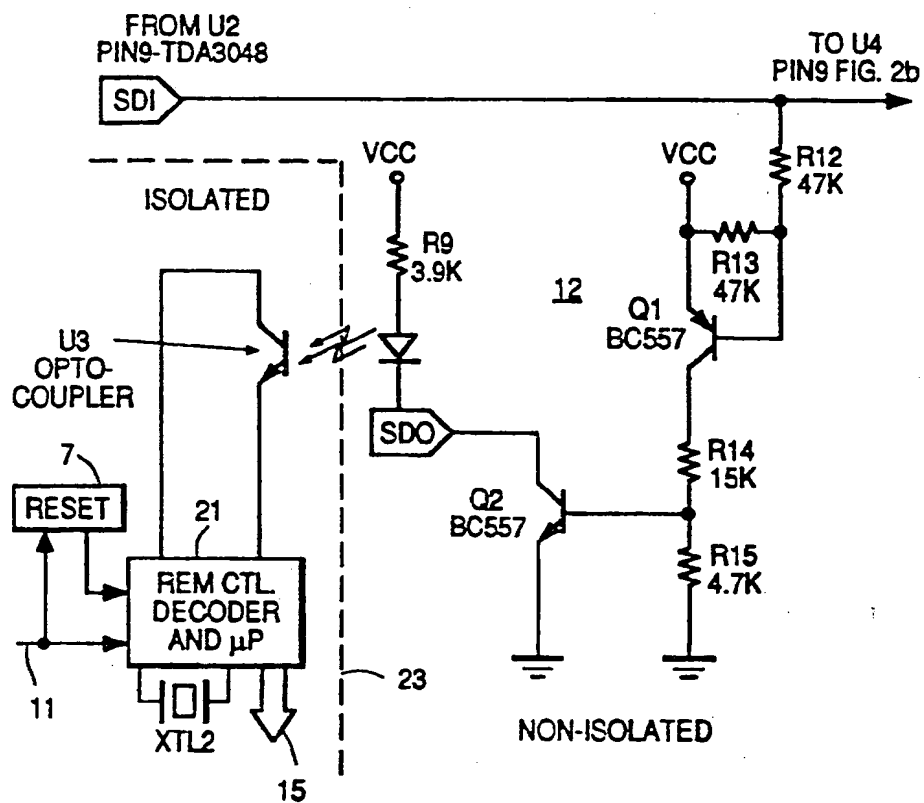 FROM U2
PIN9-TDA3048
SDI
TO U4
PIN9 FIG. 2b
VCC
VCC
R12
47K
ISOLATED
R9
3.9K
R13
47K
12
Q1
BC557
U3
OPTO-
COUPLER
SDO
R14
15K
7
RESET
21
Q2
BC557
R15
4.7K
REM CTL.
DECODER
AND µP
11
23
XTL2
15
NON-ISOLATED